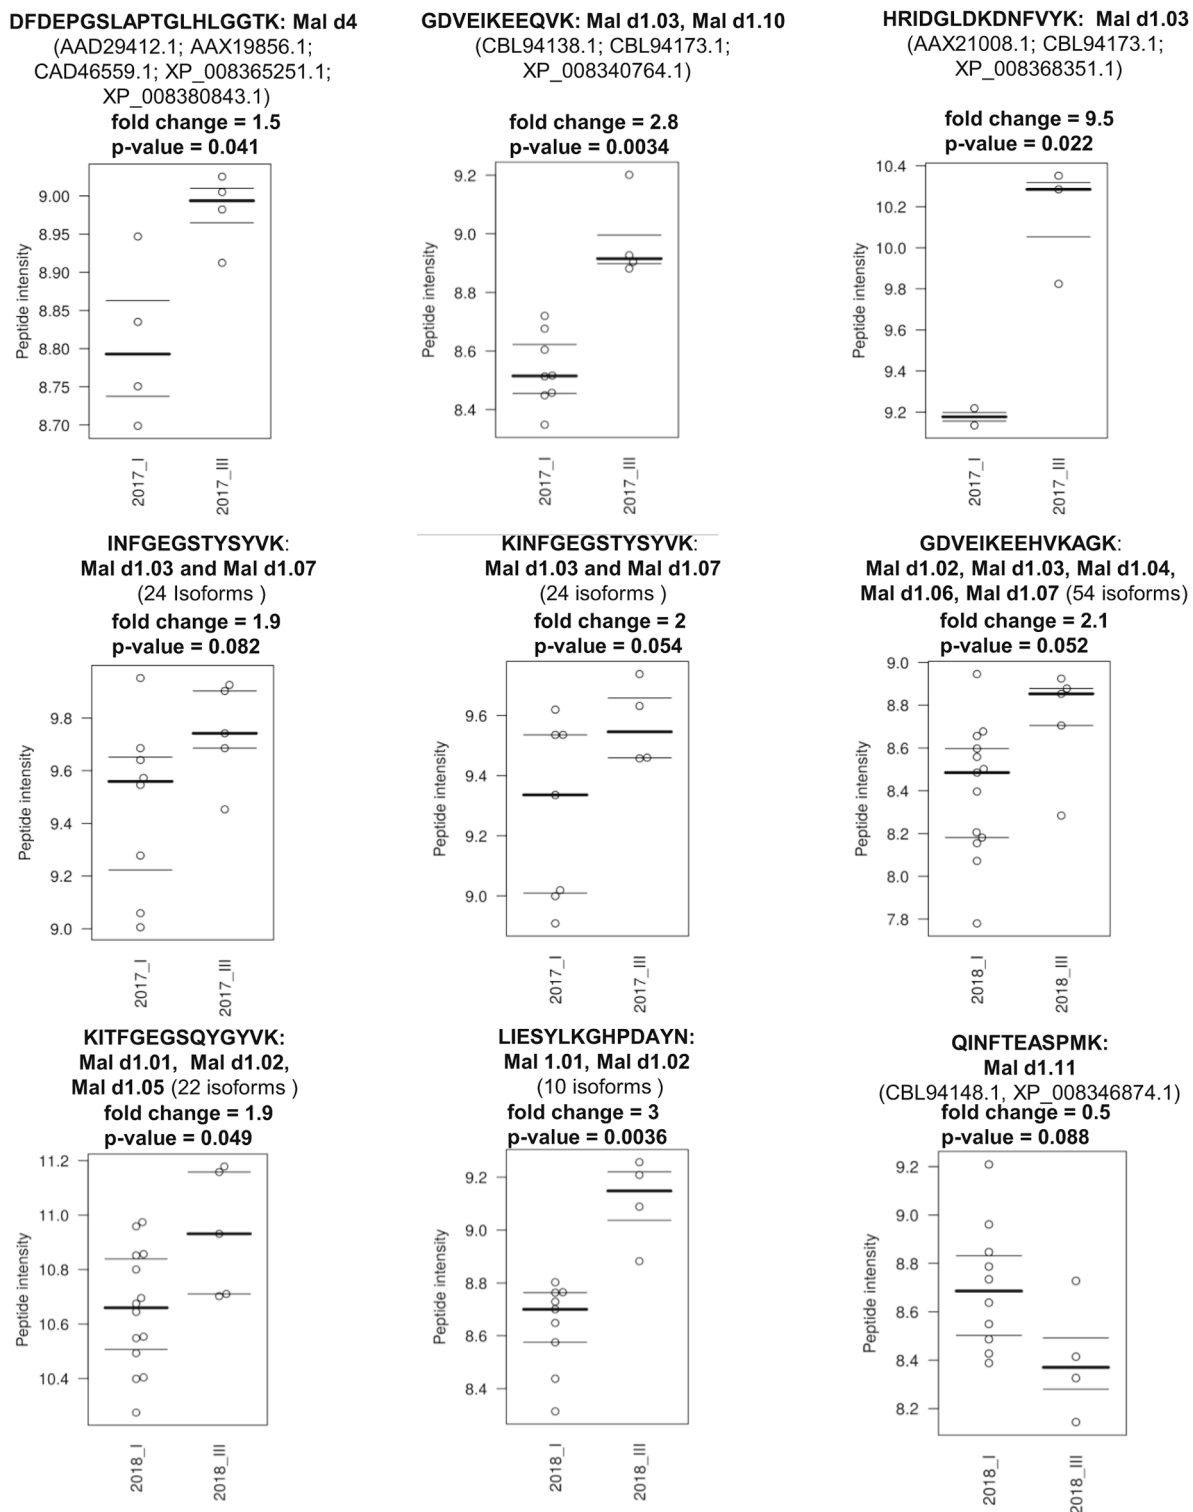 DFDEPGSLAPTGLHLGGTK: Mal d4
(AAD29412.1; AAX19856.1;
CAD46559.1; XP_008365251.1;
XP_008380843.1)
fold change = 1.5
p-value = 0.041
9.00
8.95
8.90
8.85
8.80
8.75
8.70
Peptide intensity
2017_I
2017_III
GDVEIKEEQVK: Mal d1.03, Mal d1.10
(CBL94138.1; CBL94173.1;
XP_008340764.1)
fold change = 2.8
p-value = 0.0034
9.2
9.0
8.8
8.6
8.4
Peptide intensity
2017_I
2017_III
HRIDGLDKDNFVYK: Mal d1.03
(AAX21008.1; CBL94173.1;
XP_008368351.1)
fold change = 9.5
p-value = 0.022
10.4
10.2
10.0
9.8
9.6
9.4
9.2
Peptide intensity
2017_I
2017_III
INFGEGSTYSYVK:
Mal d1.03 and Mal d1.07
(24 Isoforms )
fold change = 1.9
p-value = 0.082
9.8
9.6
9.4
9.2
9.0
Peptide intensity
2017_I
2017_III
KINFGEGSTYSYVK:
Mal d1.03 and Mal d1.07
(24 isoforms )
fold change = 2
p-value = 0.054
9.6
9.4
9.2
9.0
Peptide intensity
2017_I
2017_III
GDVEIKEEHVKAGK:
Mal d1.02, Mal d1.03, Mal d1.04,
Mal d1.06, Mal d1.07 (54 isoforms)
fold change = 2.1
p-value = 0.052
9.0
8.8
8.6
8.4
8.2
8.0
7.8
Peptide intensity
2018_I
2018_III
KITFGEGSQYGYVK:
Mal d1.01, Mal d1.02,
Mal d1.05 (22 isoforms )
fold change = 1.9
p-value = 0.049
11.2
11.0
10.8
10.6
10.4
Peptide intensity
2018_I
2018_III
LIESYLKGHPDAYN:
Mal 1.01, Mal d1.02
(10 isoforms )
fold change = 3
p-value = 0.0036
9.2
9.0
8.8
8.6
8.4
Peptide intensity
2018_I
2018_III
QINFTEASPMK:
Mal d1.11
(CBL94148.1, XP_008346874.1)
fold change = 0.5
p-value = 0.088
9.2
9.0
8.8
8.6
8.4
8.2
Peptide intensity
2018_I
2018_III